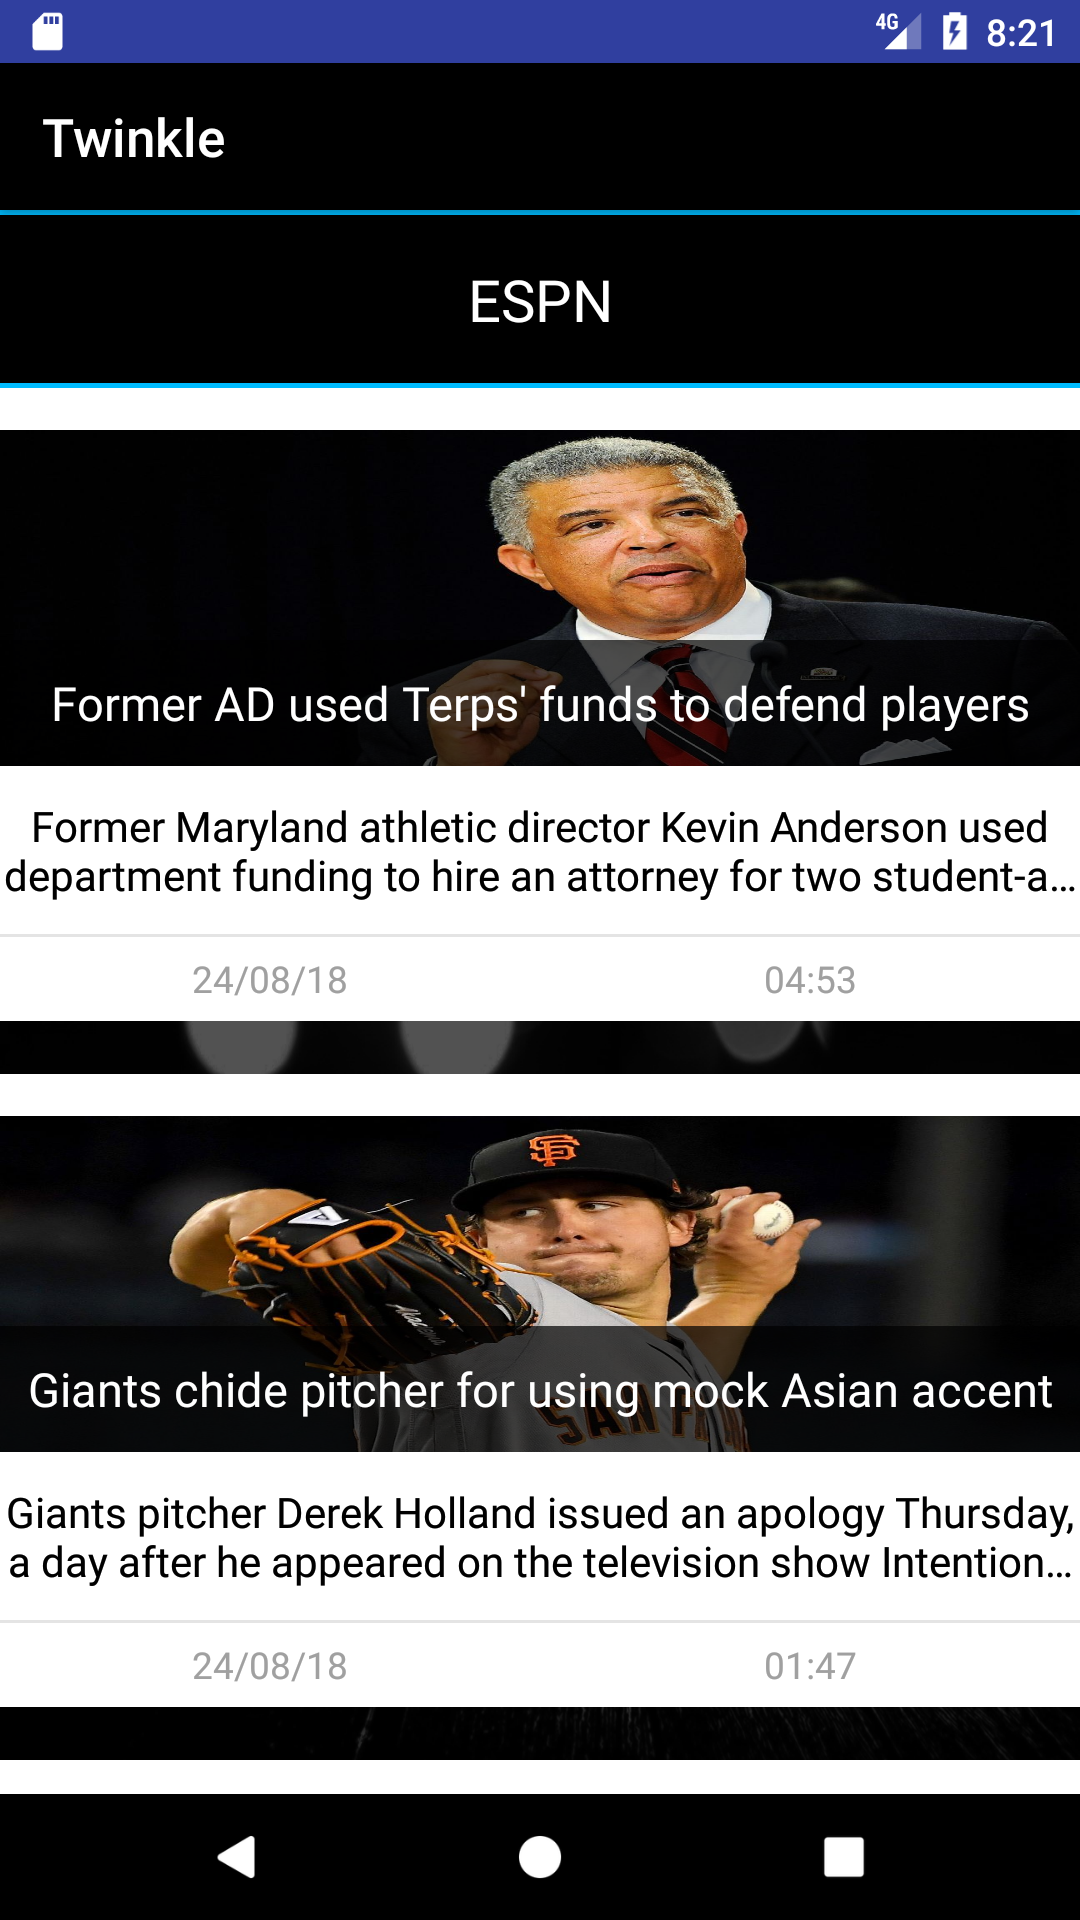 4G 8:21
Twinkle
ESPN
Former AD used Terps' funds to defend players
Former Maryland athletic director Kevin Anderson used
department funding to hire an attorney for two student-a…
24/08/18 04:53
SF
Giants chide pitcher for using mock Asian accent
Giants pitcher Derek Holland issued an apology Thursday,
a day after he appeared on the television show Intention…
24/08/18 01:47